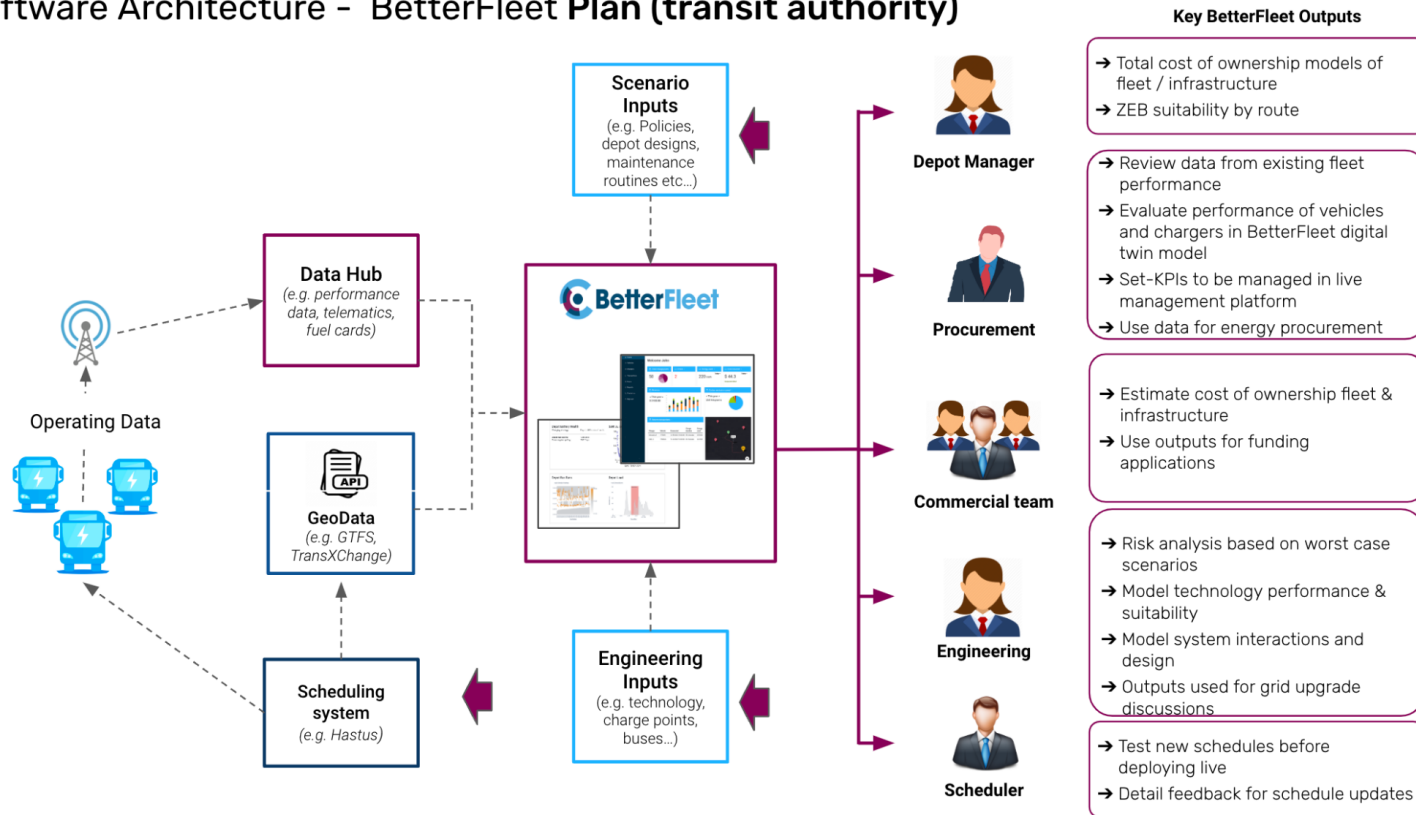 ftware Architecture - BetterFleet Plan (transit authority)
Key BetterFleet Outputs
Scenario
Inputs
(e.g. Policies,
depot designs,
maintenance
routines etc...)
Data Hub
(e.g. performance
data, telematics,
fuel cards)
Operating Data
API
GeoData
(e.g. GTFS,
TransXChange)
Scheduling
system
(e.g. Hastus)
BetterFleet
Engineering
Inputs
(e.g. technology,
charge points,
buses...)
Depot Manager
Procurement
Commercial team
Engineering
Scheduler
➔ Total cost of ownership models of
fleet / infrastructure
➔ ZEB suitability by route
➔ Review data from existing fleet
performance
➔ Evaluate performance of vehicles
and chargers in BetterFleet digital
twin model
➔ Set-KPIs to be managed in live
management platform
➔ Use data for energy procurement
➔ Estimate cost of ownership fleet &
infrastructure
➔ Use outputs for funding
applications
➔ Risk analysis based on worst case
scenarios
➔ Model technology performance &
suitability
➔ Model system interactions and
design
➔ Outputs used for grid upgrade
discussions
➔ Test new schedules before
deploying live
➔ Detail feedback for schedule updates